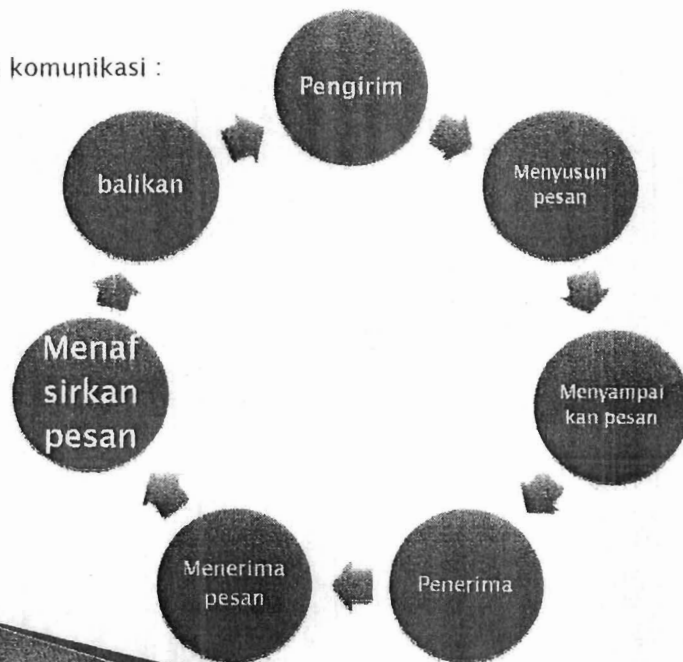 komunikasi :
Pengirim
Menyusun
pesan
Menyampai
kan pesan
Penerima
Menerima
pesan
Menaf
sirkan
pesan
balikan